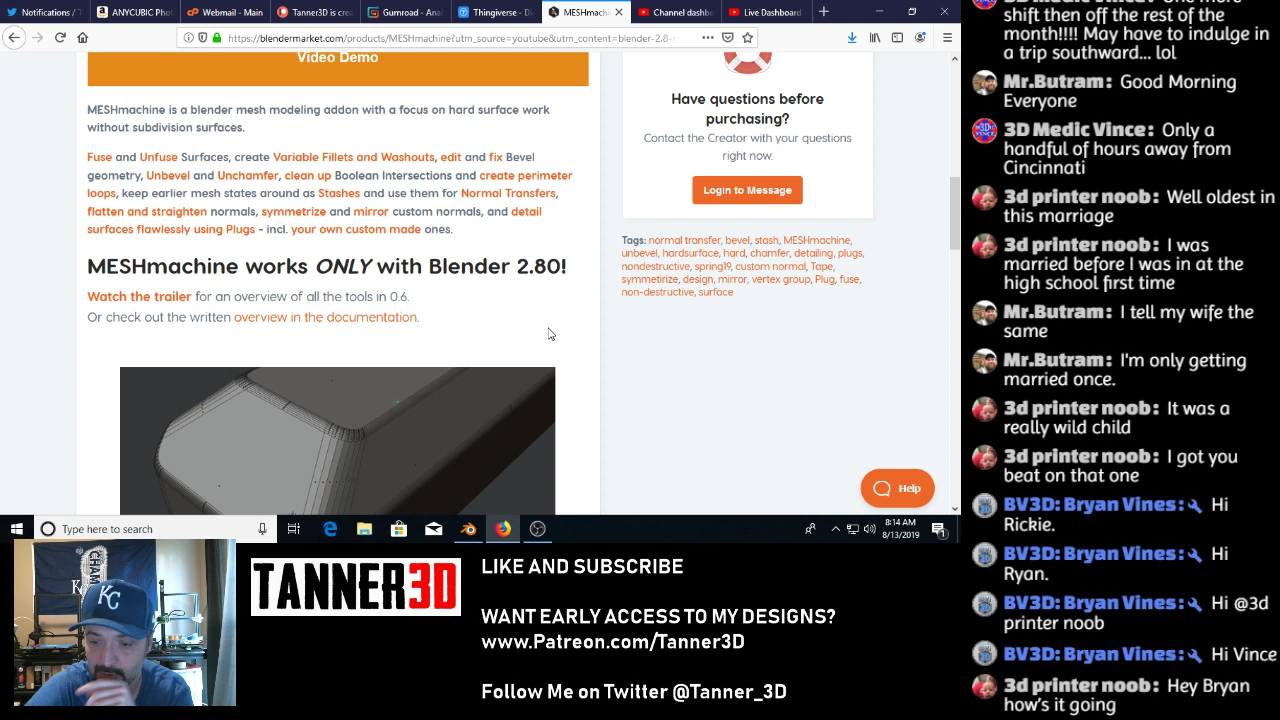 Notifications / T
ANYCUBIC Phot
Webmail - Main
Tanner3D is crea
Gumroad - Anal
Thingiverse - Di
MESHmachin
Channel dashbo
Live Dashboard
https://blendermarket.com/products/MESHmachine?utm_source=youtube&utm_content=blender-2.8-
Video Demo
MESHmachine is a blender mesh modeling addon with a focus on hard surface work
without subdivision surfaces.
Fuse and Unfuse Surfaces, create Variable Fillets and Washouts, edit and fix Bevel
geometry, Unbevel and Unchamfer, clean up Boolean Intersections and create perimeter
loops, keep earlier mesh states around as Stashes and use them for Normal Transfers,
flatten and straighten normals, symmetrize and mirror custom normals, and detail
surfaces flawlessly using Plugs - incl. your own custom made ones.
MESHmachine works ONLY with Blender 2.80!
Watch the trailer for an overview of all the tools in 0.6.
Or check out the written overview in the documentation.
Have questions before
purchasing?
Contact the Creator with your questions
right now.
Login to Message
Tags: normal transfer, bevel, stash, MESHmachine,
unbevel, hardsurface, hard, chamfer, detailing, plugs,
nondestructive, spring19, custom normal, Tape,
symmetirize, design, mirror, vertex group, Plug, fuse,
non-destructive, surface
Help
Type here to search
8:14 AM
8/13/2019
1
KC
CHAMP
K
TANNER3D
LIKE AND SUBSCRIBE
WANT EARLY ACCESS TO MY DESIGNS?
www.Patreon.com/Tanner3D
Follow Me on Twitter @Tanner_3D
3D Medic Vince: One more
shift then off the rest of the
month!!!! May have to indulge in
a trip southward... lol
Mr.Butram: Good Morning
Everyone
3D Medic Vince: Only a
handful of hours away from
Cincinnati
3d printer noob: Well oldest in
this marriage
3d printer noob: I was
married before I was in at the
high school first time
Mr.Butram: I tell my wife the
same
Mr.Butram: I'm only getting
married once.
3d printer noob: It was a
really wild child
3d printer noob: I got you
beat on that one
BV3D: Bryan Vines: Hi
Rickie.
BV3D: Bryan Vines: Hi
Ryan.
BV3D: Bryan Vines: Hi @3d
printer noob
BV3D: Bryan Vines: Hi Vince
3d printer noob: Hey Bryan
how's it going